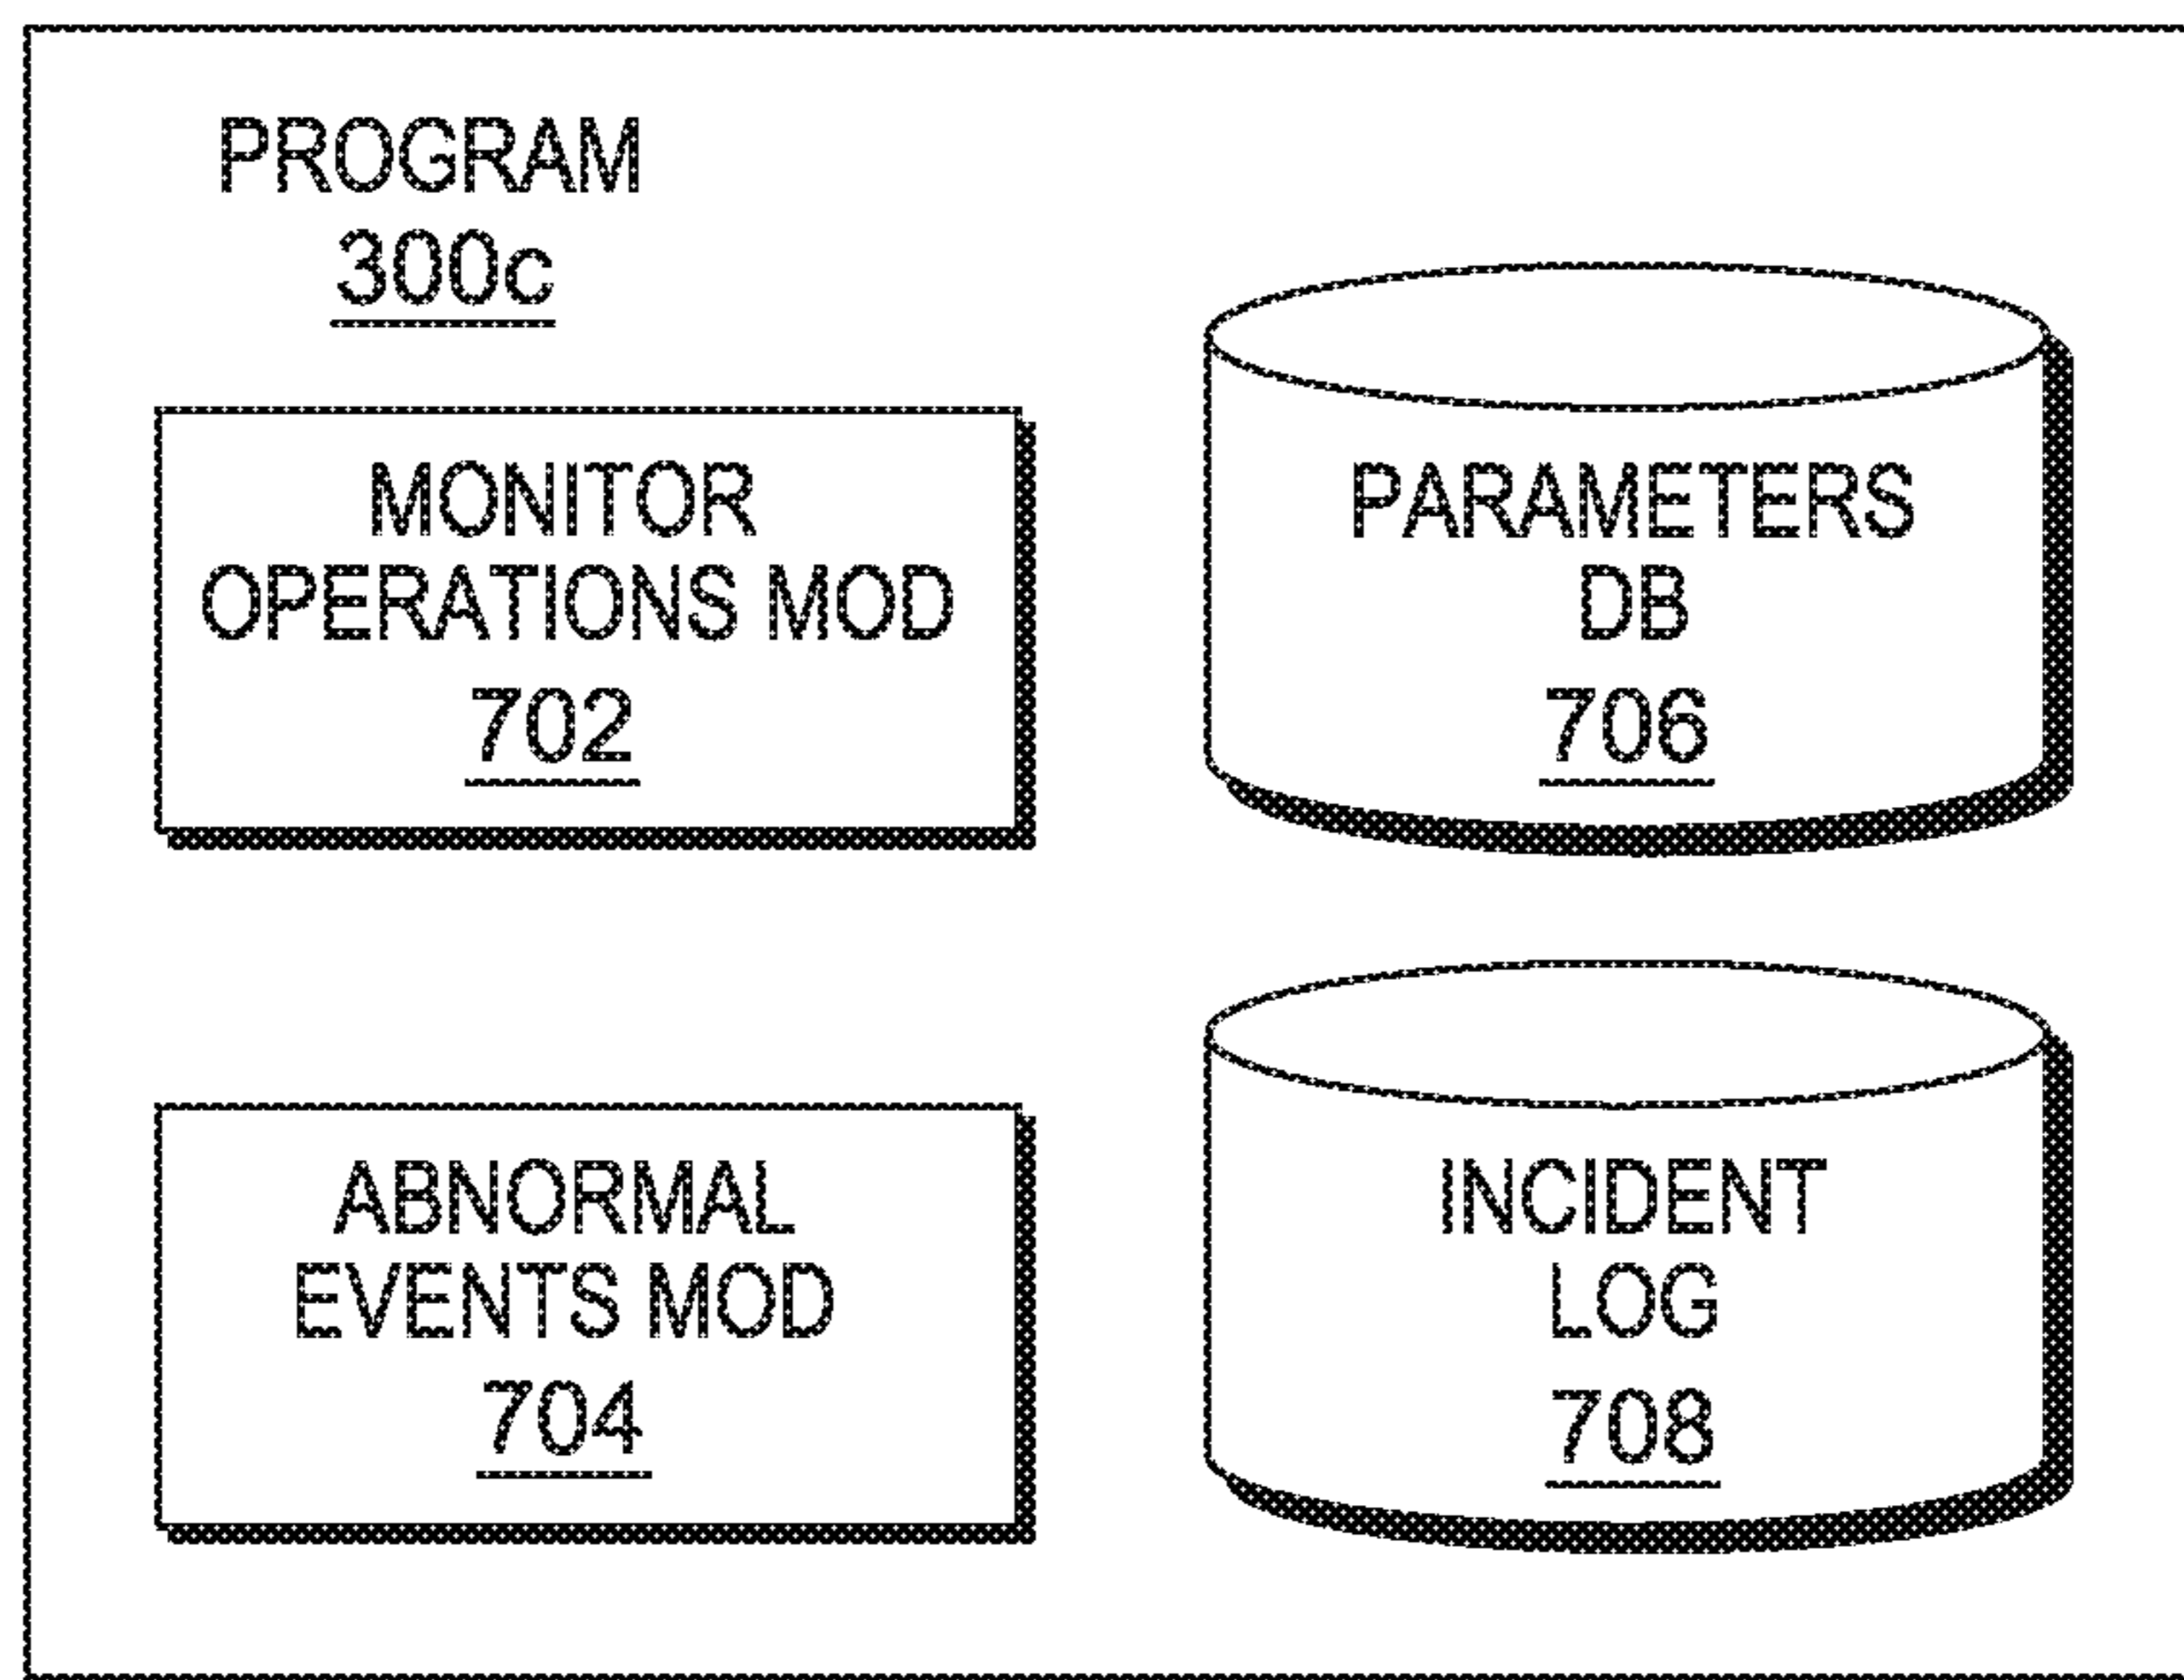 PROGRAM
300c
MONITOR
OPERATIONS MOD
702
PARAMETERS
DB
706
ABNORMAL
EVENTS MOD
704
INCIDENT
LOG
708